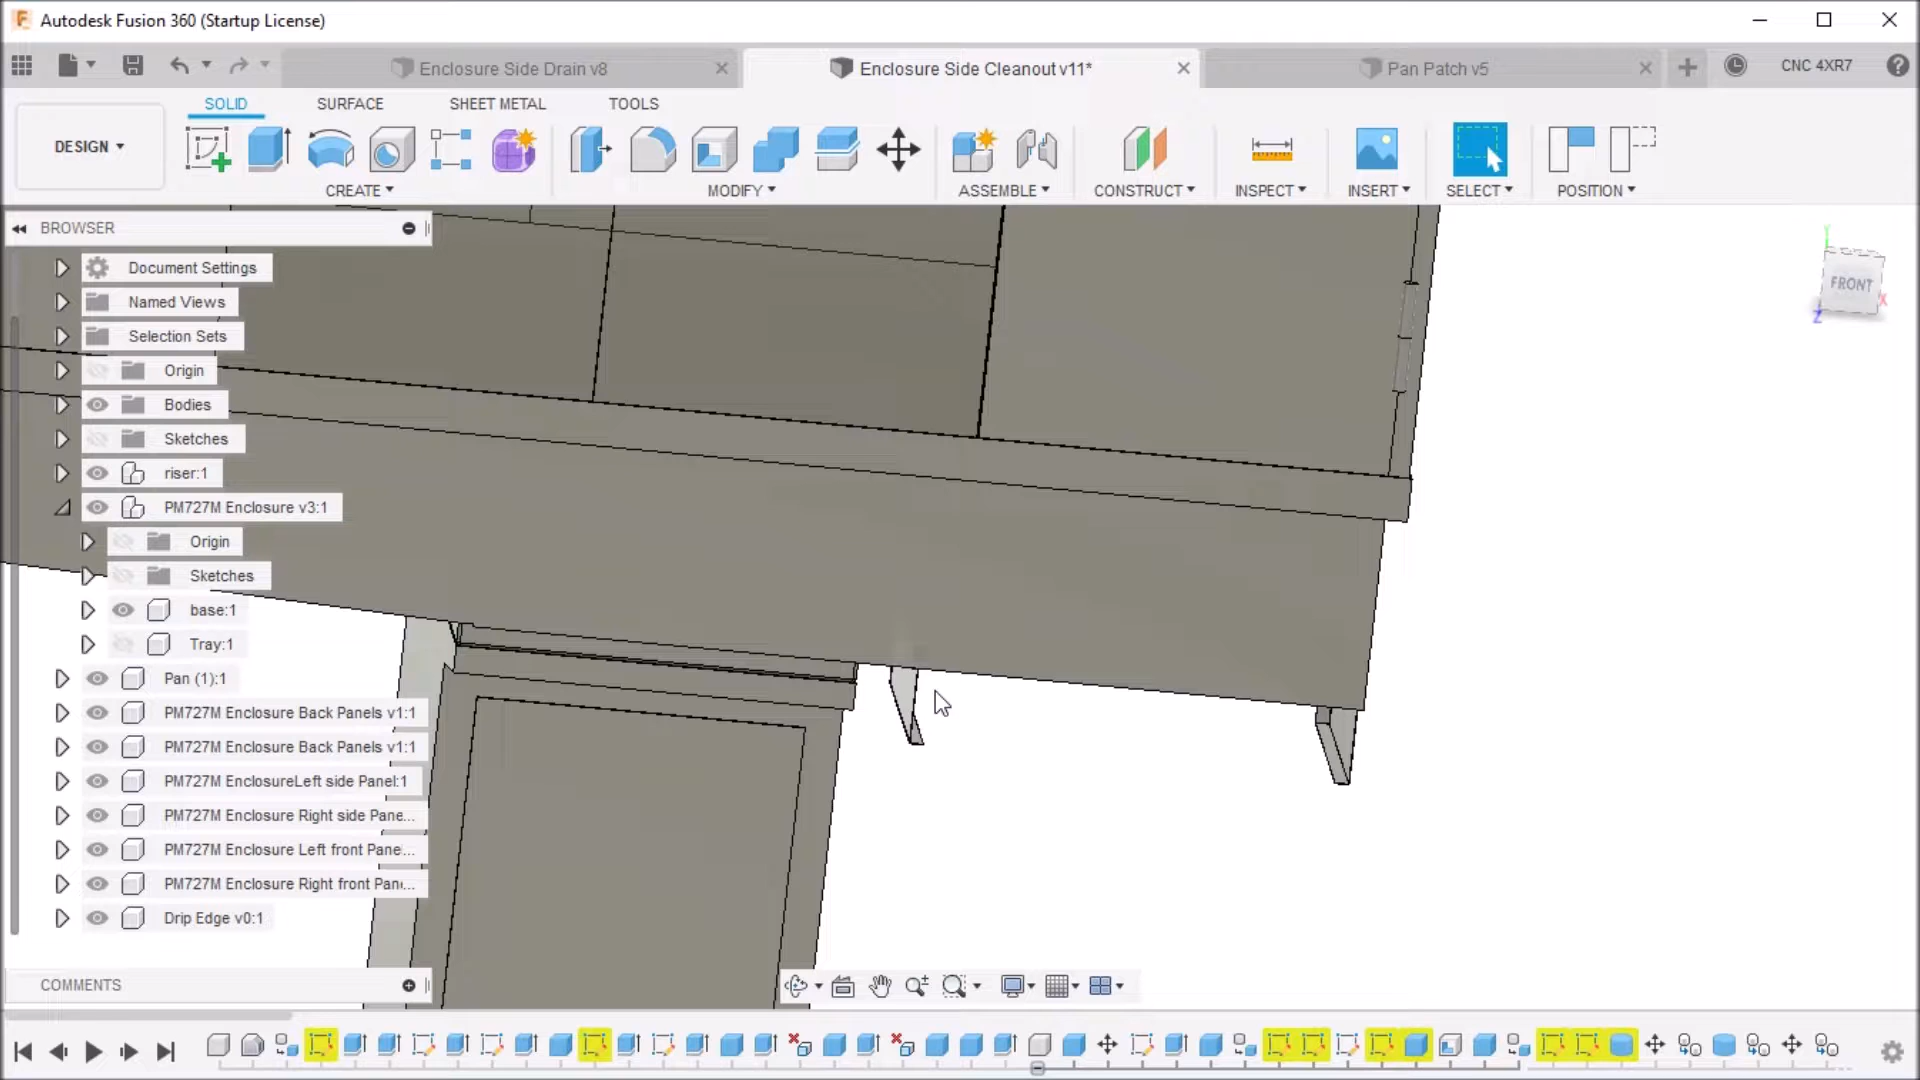 Autodesk Fusion 360 (Startup License)
Enclosure Side Drain v8
Enclosure Side Cleanout v11*
Pan Patch v5
CNC 4XR7
DESIGN
SOLID
SURFACE
SHEET METAL
TOOLS
CREATE
MODIFY
ASSEMBLE
CONSTRUCT
INSPECT
INSERT
SELECT
POSITION
BROWSER
Document Settings
Named Views
Selection Sets
Origin
Bodies
Sketches
riser:1
PM727M Enclosure v3:1
Origin
Sketches
base:1
Tray:1
Pan (1):1
PM727M Enclosure Back Panels v1:1
PM727M Enclosure Back Panels v1:1
PM727M EnclosureLeft side Panel:1
PM727M Enclosure Right side Pane...
PM727M Enclosure Left front Pane...
PM727M Enclosure Right front Pan...
Drip Edge v0:1
COMMENTS
Y
FRONT
X
Z